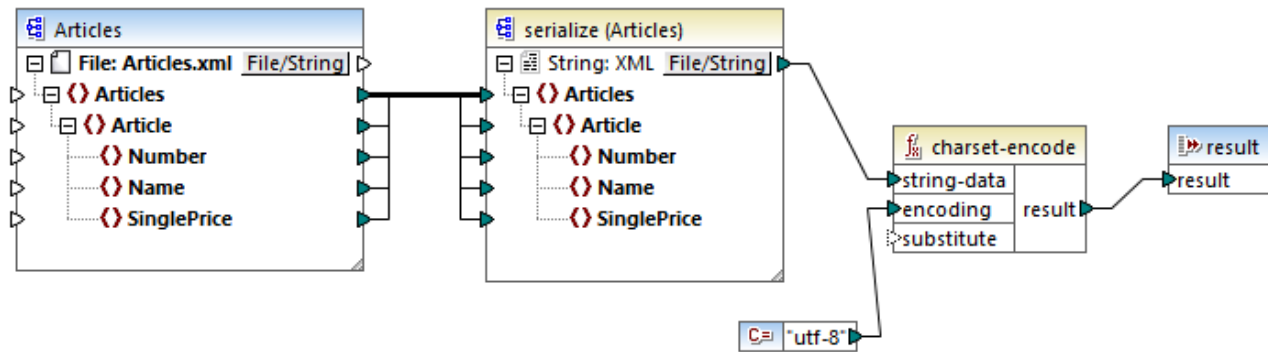 Articles
File: Articles.xml File/String
Articles
Article
Number
Name
SinglePrice
serialize (Articles)
String: XML File/String
Articles
Article
Number
Name
SinglePrice
charset-encode
string-data
encoding
substitute
result
result
result
C= "utf-8"